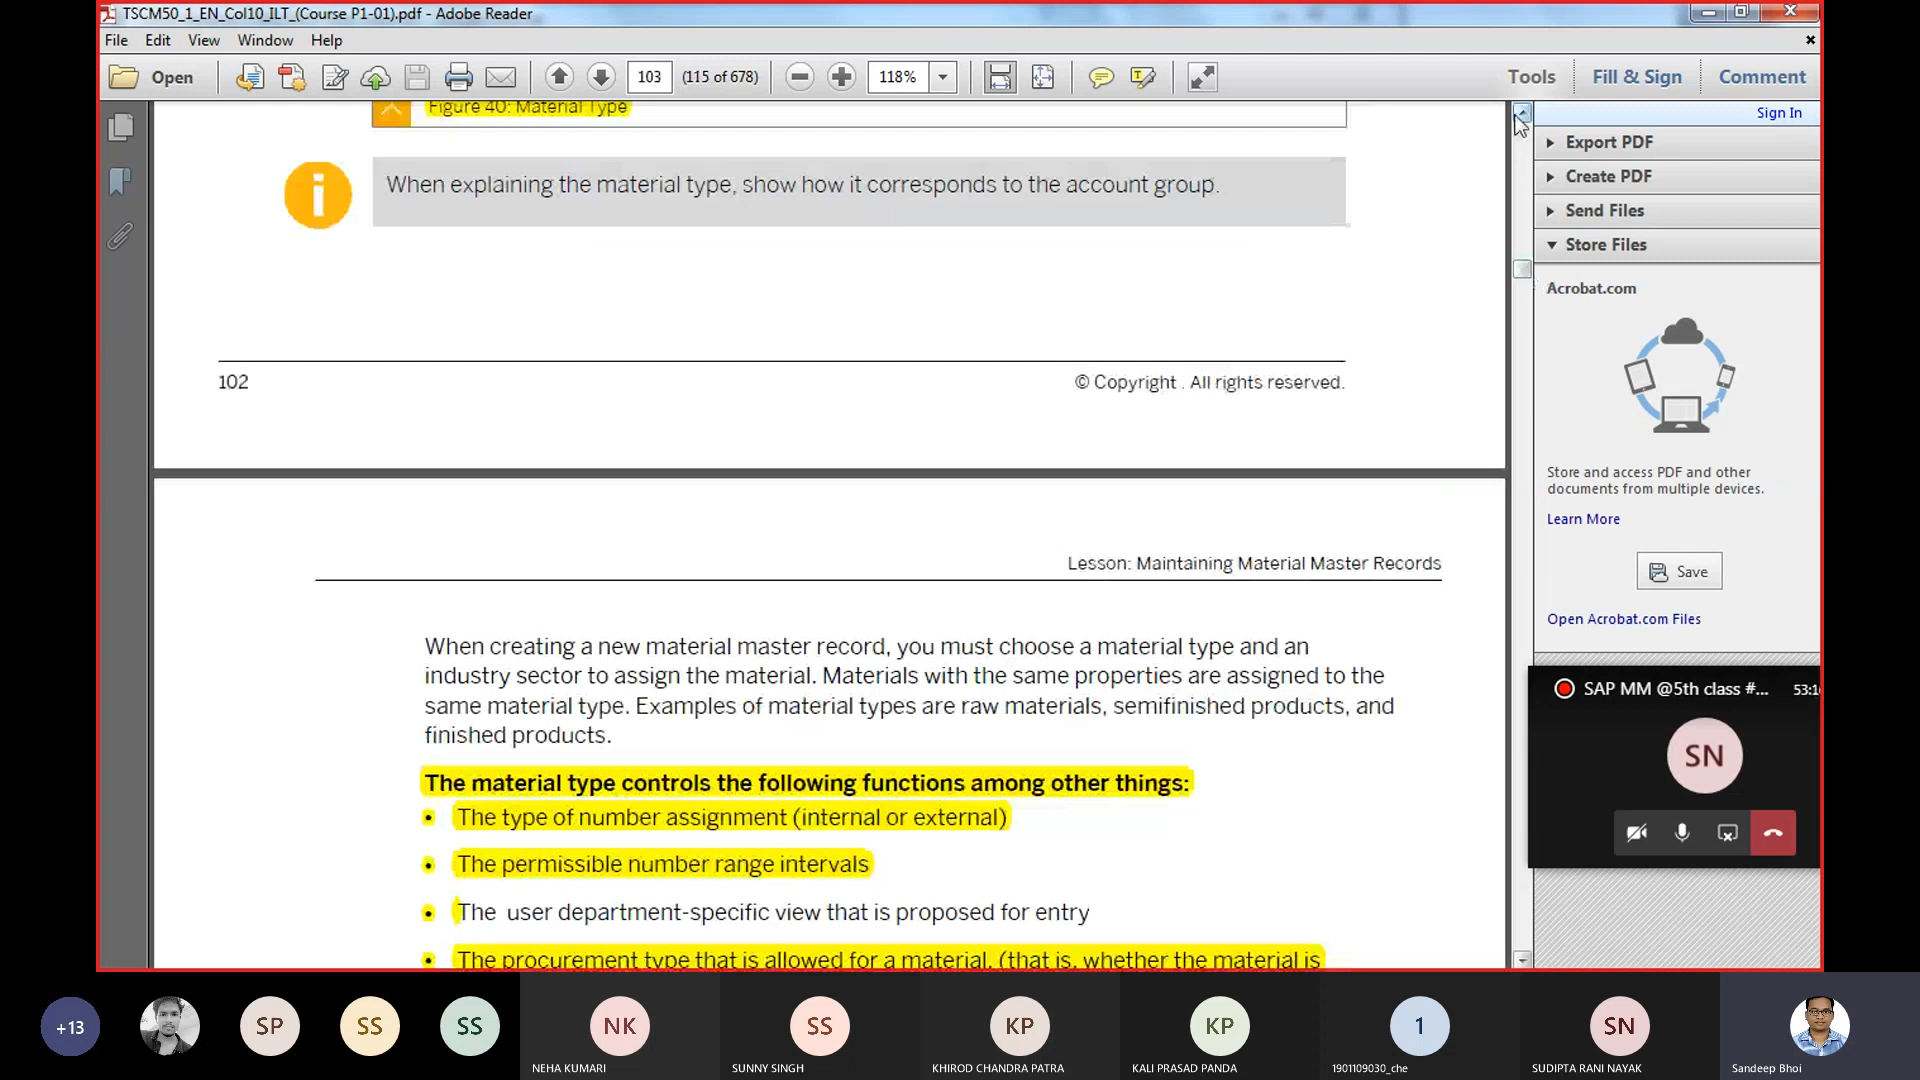 TSCM50_1_EN_Col10_ILT_(Course P1-01).pdf - Adobe Reader
File Edit View Window Help
Open 103 (115 of 678) 118% Tools Fill & Sign Comment
Figure 40: Material Type
When explaining the material type, show how it corresponds to the account group.
102 © Copyright . All rights reserved.
Lesson: Maintaining Material Master Records
When creating a new material master record, you must choose a material type and an
industry sector to assign the material. Materials with the same properties are assigned to the
same material type. Examples of material types are raw materials, semifinished products, and
finished products.
The material type controls the following functions among other things:
• The type of number assignment (internal or external)
• The permissible number range intervals
• The user department-specific view that is proposed for entry
• The procurement type that is allowed for a material, (that is, whether the material is
Sign In
Export PDF
Create PDF
Send Files
Store Files
Acrobat.com
Store and access PDF and other
documents from multiple devices.
Learn More
Save
Open Acrobat.com Files
SAP MM @5th class #...
SN
+13 SP SS SS NK SS KP KP 1 SN
NEHA KUMARI SUNNY SINGH KHIROD CHANDRA PATRA KALI PRASAD PANDA 1901109030_che SUDIPTA RANI NAYAK Sandeep Bhoi